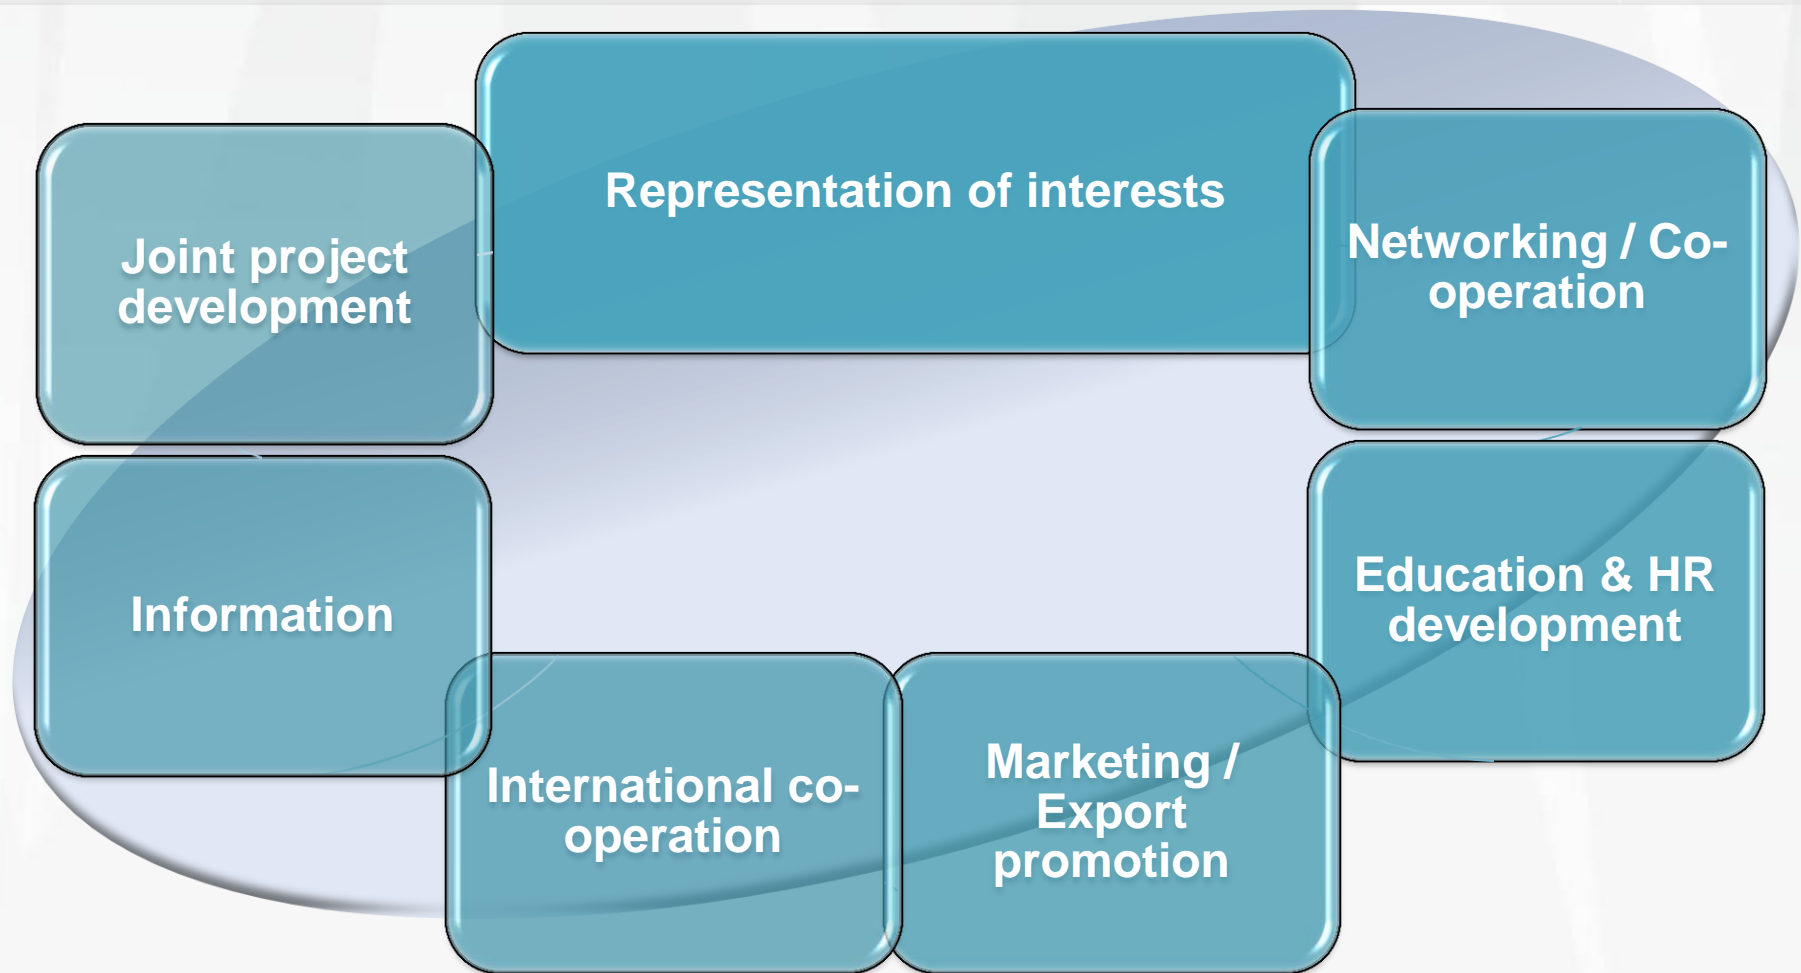 Representation of interests
Joint project
development
Networking / Co-
operation
Information
Education & HR
development
International co-
operation
Marketing /
Export
promotion